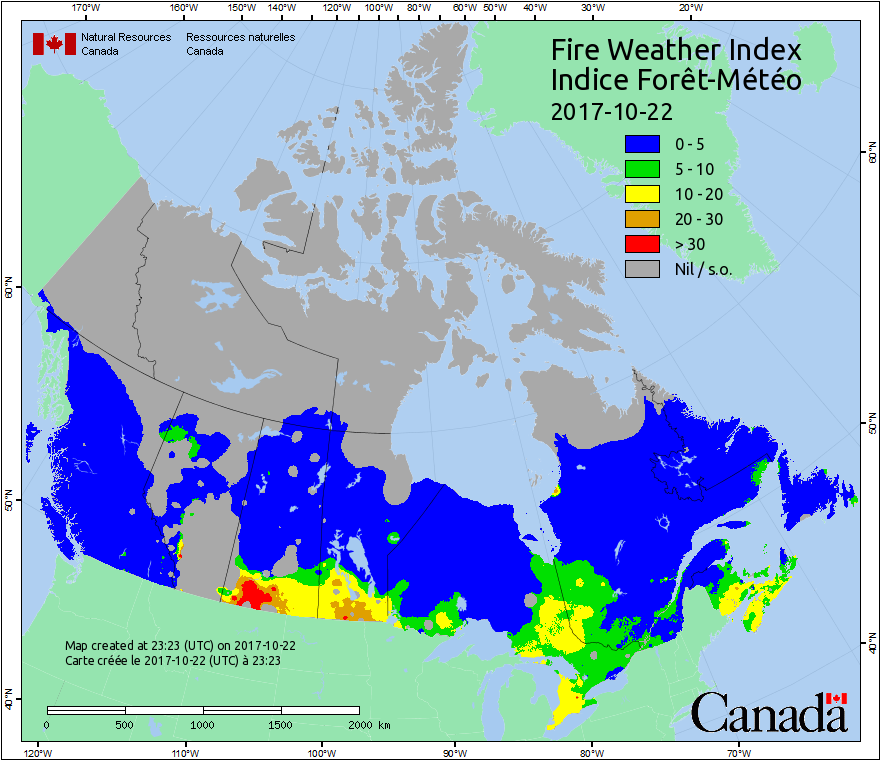 170°W 160°W 150°W 140°W 130°W 120°W 110°W 100°W 90°W 80°W 60°W 50°W 40°W 30°W 20°W
Natural Resources Ressources naturelles
Canada Canada
Fire Weather Index
Indice Forêt-Météo
2017-10-22
0 - 5
5 - 10
10 - 20
20 - 30
> 30
Nil / s.o.
60°N
60°N
50°N
50°N
40°N
40°N
Map created at 23:23 (UTC) on 2017-10-22
Carte créée le 2017-10-22 (UTC) à 23:23
0 500 1000 1500 2000 km
Canada
120°W 110°W 100°W 90°W 80°W 70°W